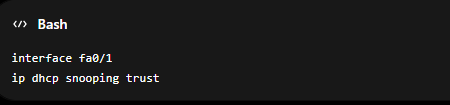 Bash
interface fa0/1
ip dhcp snooping trust